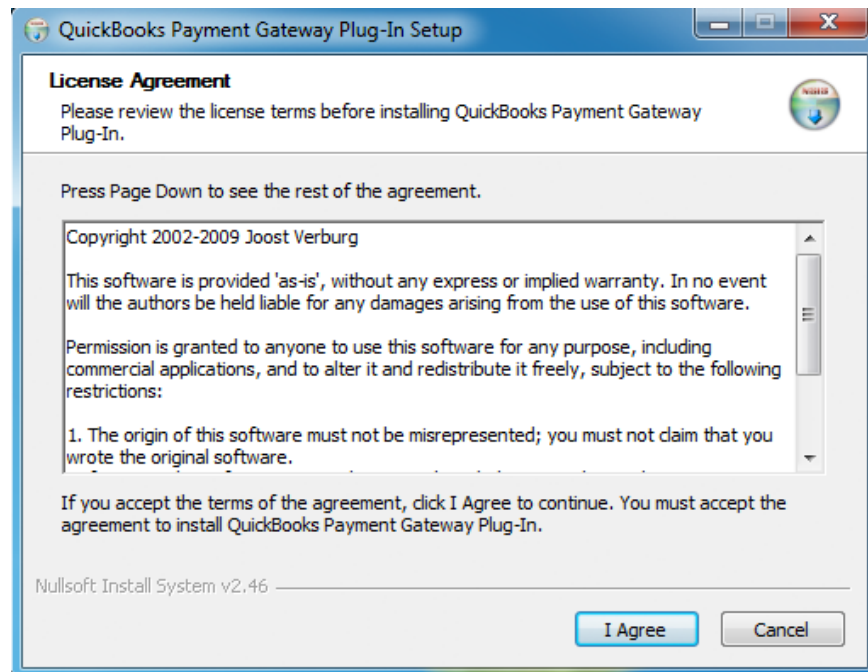 QuickBooks Payment Gateway Plug-In Setup
License Agreement
Please review the license terms before installing QuickBooks Payment Gateway
Plug-In.
Press Page Down to see the rest of the agreement.
Copyright 2002-2009 Joost Verburg
This software is provided 'as-is', without any express or implied warranty. In no event
will the authors be held liable for any damages arising from the use of this software.
Permission is granted to anyone to use this software for any purpose, including
commercial applications, and to alter it and redistribute it freely, subject to the following
restrictions:
1. The origin of this software must not be misrepresented; you must not claim that you
wrote the original software.
If you accept the terms of the agreement, click I Agree to continue. You must accept the
agreement to install QuickBooks Payment Gateway Plug-In.
Nullsoft Install System v2.46
I Agree Cancel